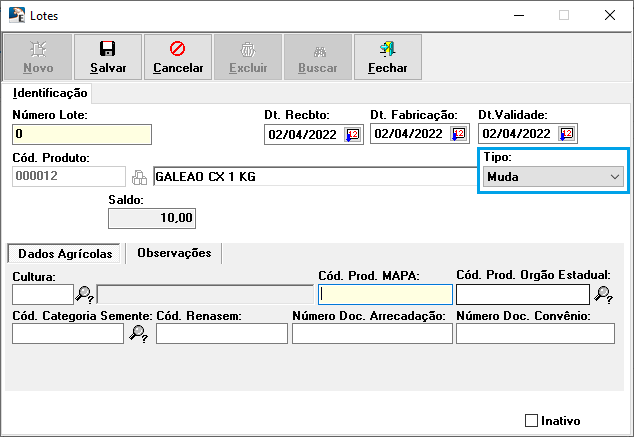 Lotes
Novo Salvar Cancelar Excluir Buscar Fechar
Identificação
Número Lote: Dt. Recbto: Dt. Fabricação: Dt.Validade:
0 02/04/2022 12 02/04/2022 12 02/04/2022 12
Cód. Produto: Tipo:
000012 GALEAO CX 1 KG Muda
Saldo:
10,00
Dados Agrícolas Observações
Cultura: Cód. Prod. MAPA: Cód. Prod. Orgão Estadual:
Cód. Categoria Semente: Cód. Renasem: Número Doc. Arrecadação: Número Doc. Convênio:
Inativo